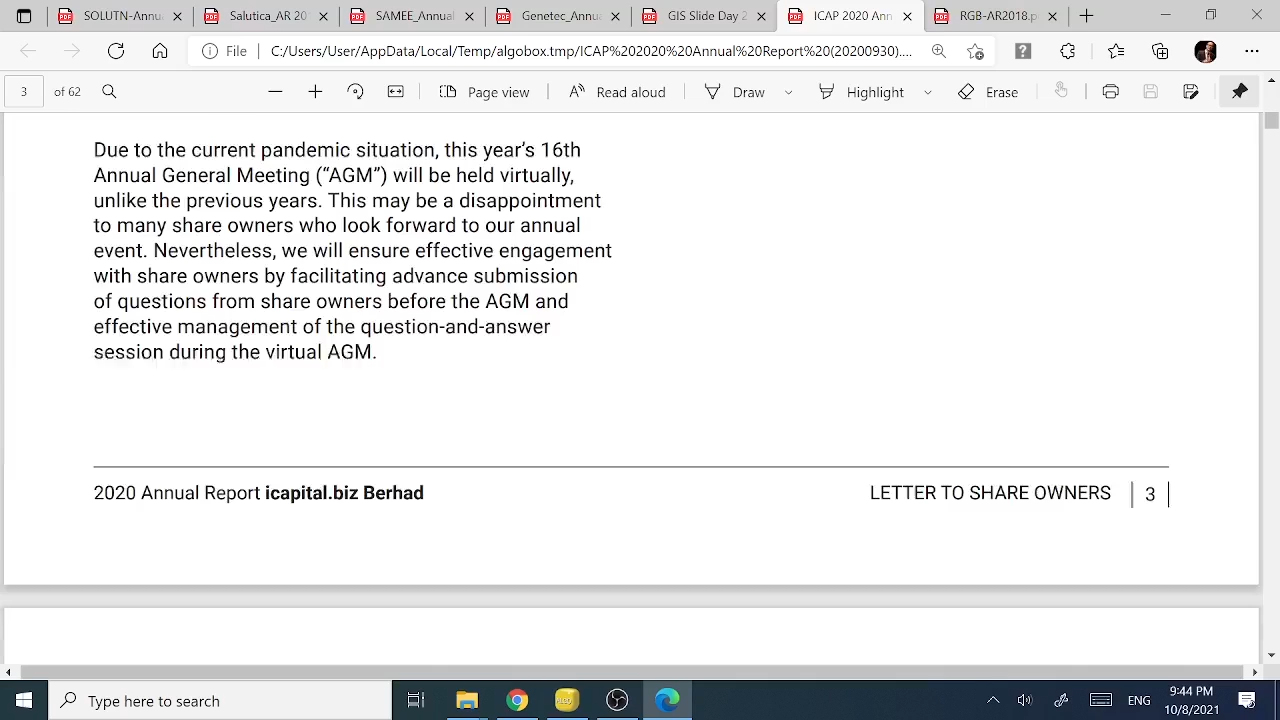 SOLUTN-Annua
Salutica_AR 20
SAMEE_Annua
Genetec_Annu
GIS Slide Day 2
ICAP 2020 Ann
RGB-AR2018.p
File
C:/Users/User/AppData/Local/Temp/algobox.tmp/ICAP%202020%20Annual%20Report%20(20200930)....
3 of 62
Page view
Read aloud
Draw
Highlight
Erase
Due to the current pandemic situation, this year’s 16th
Annual General Meeting (“AGM”) will be held virtually,
unlike the previous years. This may be a disappointment
to many share owners who look forward to our annual
event. Nevertheless, we will ensure effective engagement
with share owners by facilitating advance submission
of questions from share owners before the AGM and
effective management of the question-and-answer
session during the virtual AGM.
2020 Annual Report icapital.biz Berhad
LETTER TO SHARE OWNERS | 3 |
Type here to search
ENG
9:44 PM
10/8/2021